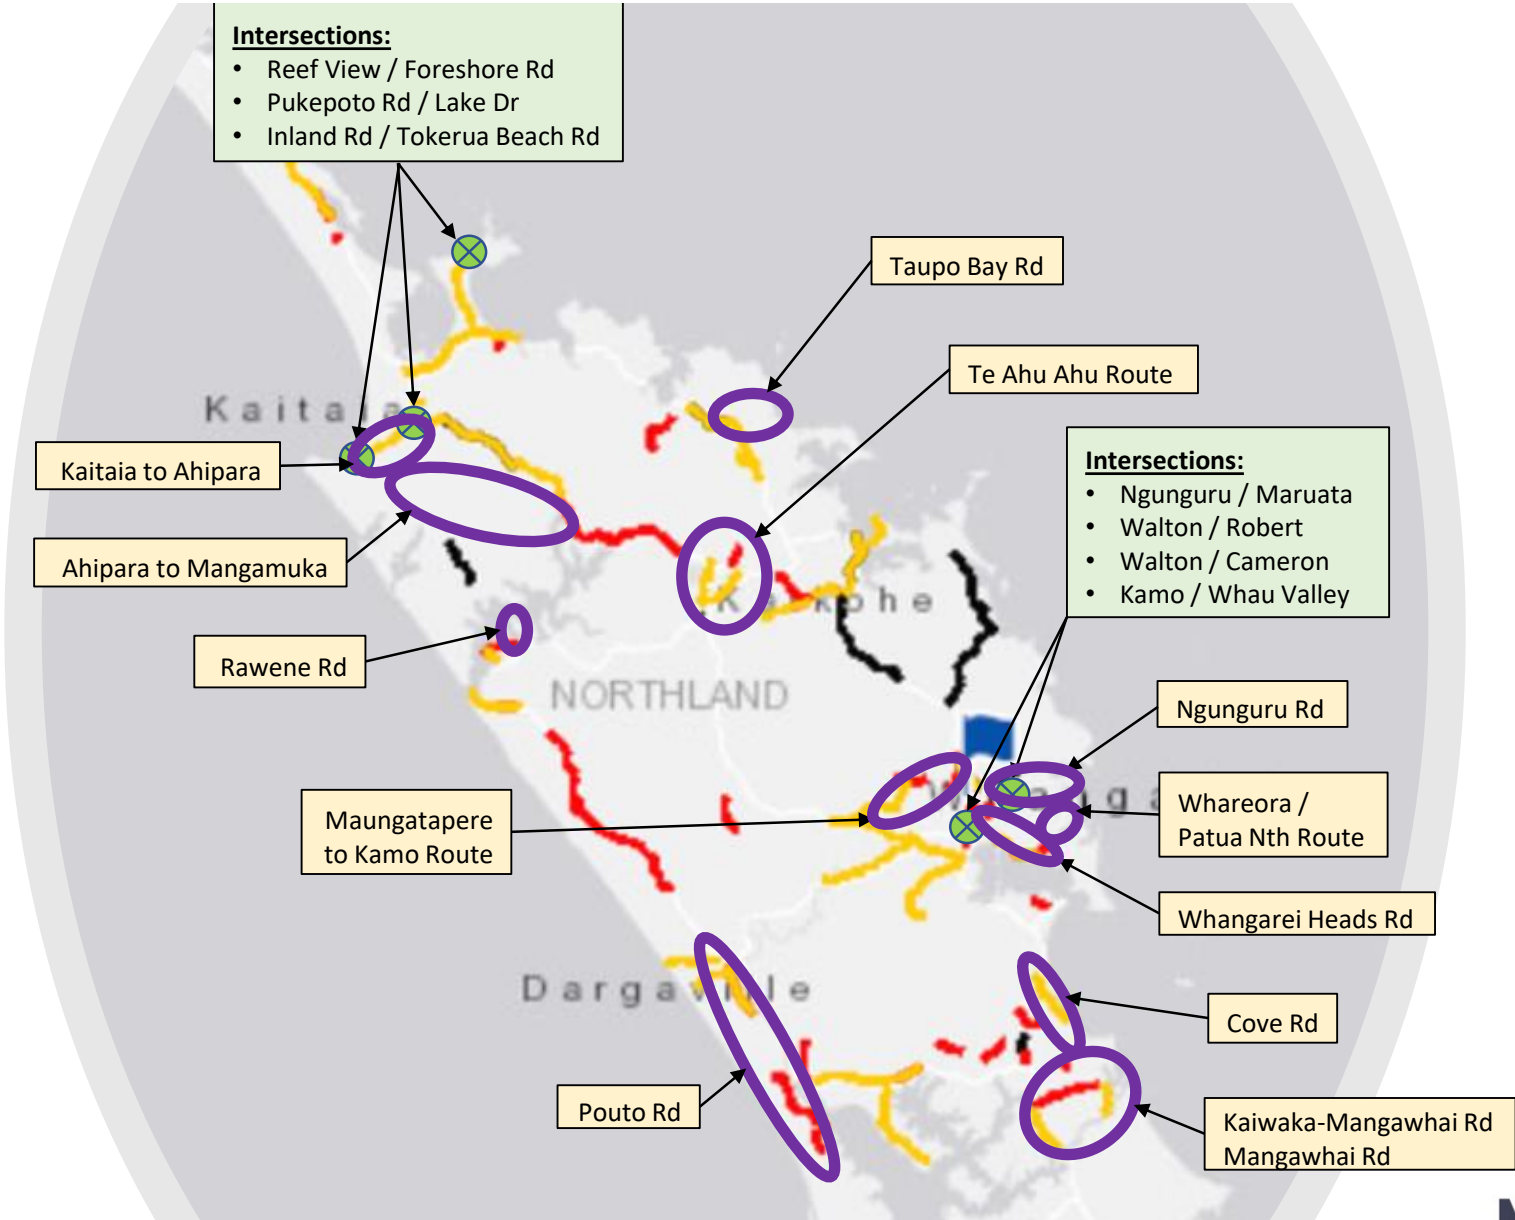 Intersections:
• Reef View / Foreshore Rd
• Pukepoto Rd / Lake Dr
• Inland Rd / Tokerua Beach Rd
Taupo Bay Rd
Te Ahu Ahu Route
Kaitaia
Kaitaia to Ahipara
Intersections:
• Ngunguru / Maruata
• Walton / Robert
• Walton / Cameron
• Kamo / Whau Valley
Ahipara to Mangamuka
Rawene Rd
NORTHLAND
Ngunguru Rd
Maungatapere
to Kamo Route
Whareora /
Patua Nth Route
Whangarei Heads Rd
Dargaville
Cove Rd
Pouto Rd
Kaiwaka-Mangawhai Rd
Mangawhai Rd